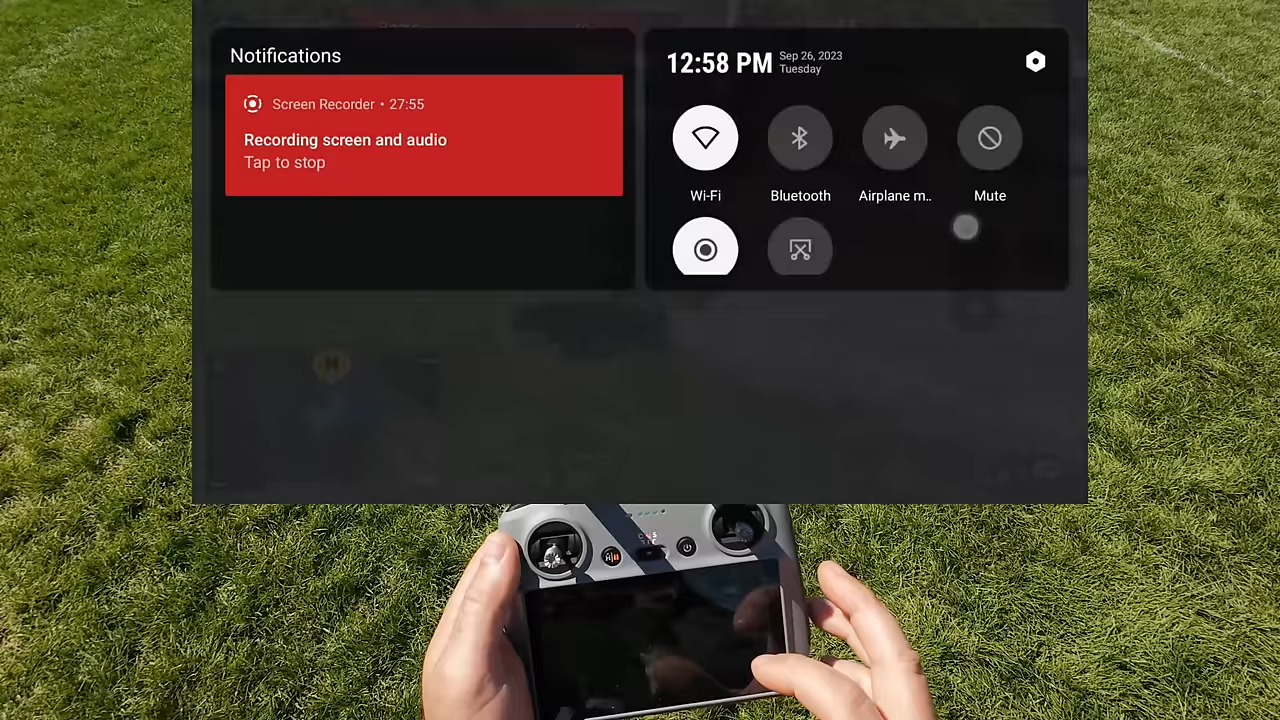 Notifications
Screen Recorder • 27:55
Recording screen and audio
Tap to stop
12:58 PM
Sep 26, 2023
Tuesday
Wi-Fi
Bluetooth
Airplane m..
Mute